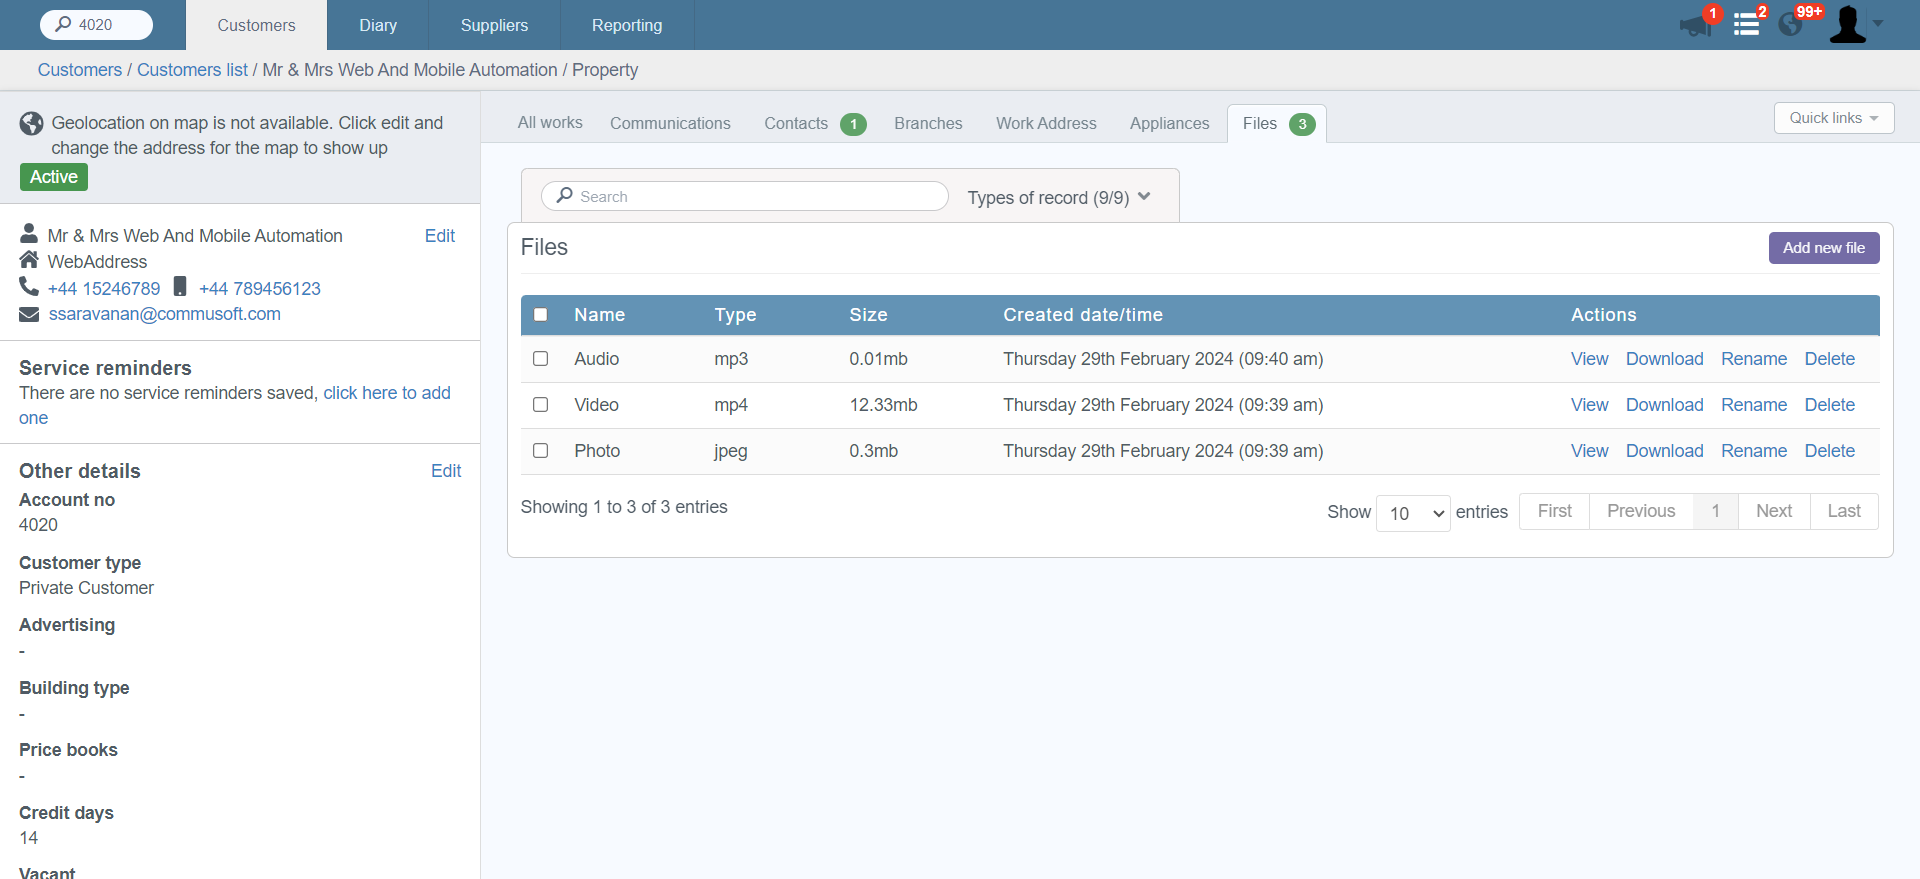 4020
Customers
Diary
Suppliers
Reporting
1
2
99+
Customers / Customers list / Mr & Mrs Web And Mobile Automation / Property
Geolocation on map is not available. Click edit and
change the address for the map to show up
Active
Mr & Mrs Web And Mobile Automation
Edit
WebAddress
+44 15246789
+44 789456123
ssaravanan@commusoft.com
Service reminders
There are no service reminders saved, click here to add
one
Other details
Edit
Account no
4020
Customer type
Private Customer
Advertising
-
Building type
-
Price books
-
Credit days
14
Vacant
All works
Communications
Contacts 1
Branches
Work Address
Appliances
Files 3
Quick links
Search
Types of record (9/9)
Files
Add new file
Name Type Size Created date/time Actions
Audio mp3 0.01mb Thursday 29th February 2024 (09:40 am) View Download Rename Delete
Video mp4 12.33mb Thursday 29th February 2024 (09:39 am) View Download Rename Delete
Photo jpeg 0.3mb Thursday 29th February 2024 (09:39 am) View Download Rename Delete
Showing 1 to 3 of 3 entries
Show 10 entries
First Previous 1 Next Last